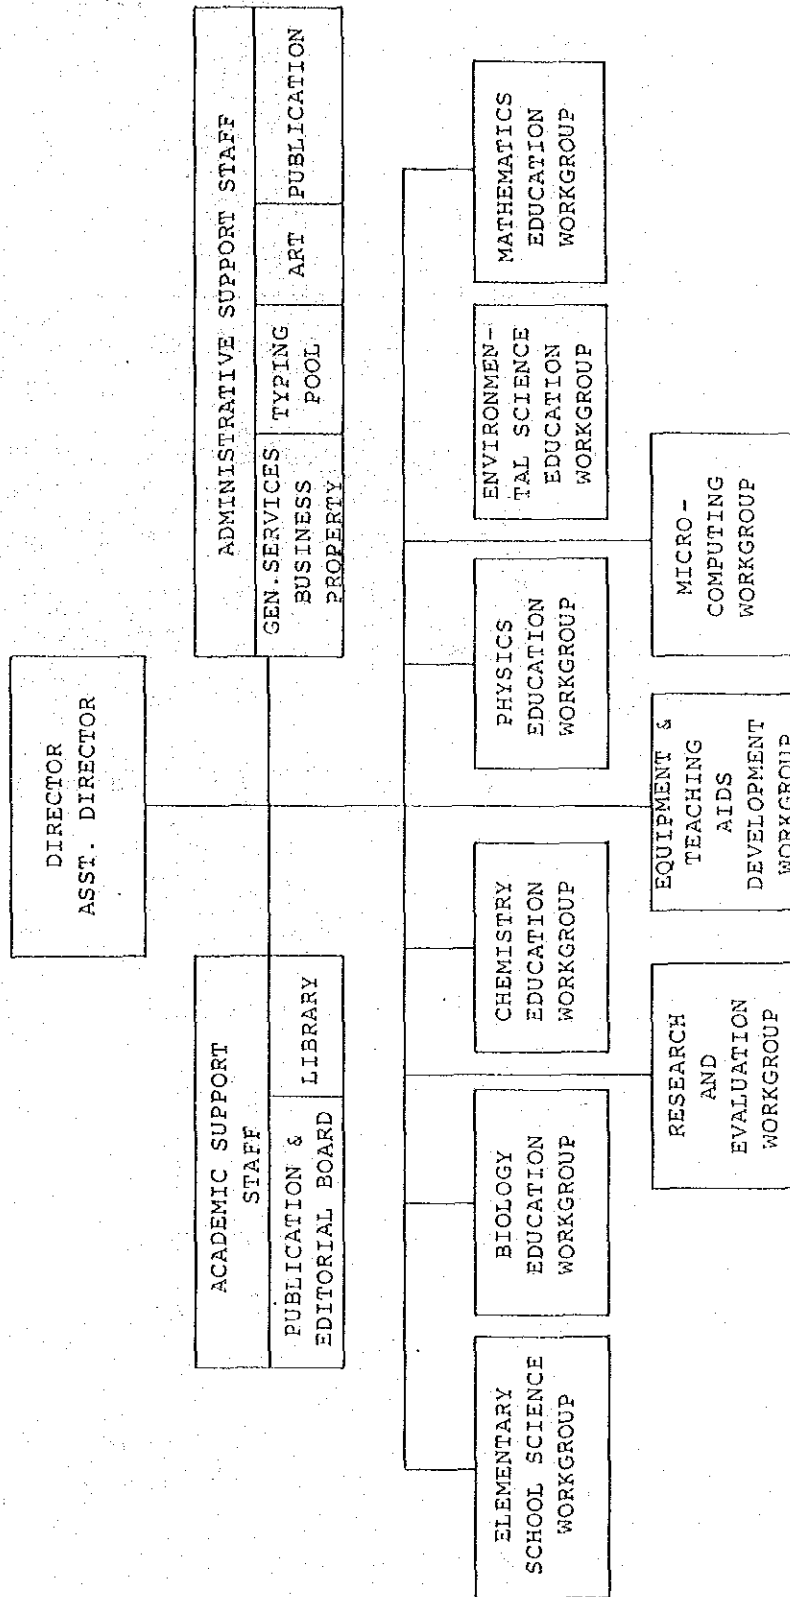 DIRECTOR
ASST. DIRECTOR
ACADEMIC SUPPORT
STAFF
PUBLICATION &
EDITORIAL BOARD
LIBRARY
ADMINISTRATIVE SUPPORT STAFF
GEN.SERVICES
BUSINESS
PROPERTY
TYPING
POOL
ART
PUBLICATION
ELEMENTARY
SCHOOL SCIENCE
WORKGROUP
BIOLOGY
EDUCATION
WORKGROUP
CHEMISTRY
EDUCATION
WORKGROUP
PHYSICS
EDUCATION
WORKGROUP
ENVIRONMEN-
TAL SCIENCE
EDUCATION
WORKGROUP
MATHEMATICS
EDUCATION
WORKGROUP
RESEARCH
AND
EVALUATION
WORKGROUP
EQUIPMENT &
TEACHING
AIDS
DEVELOPMENT
WORKGROUP
MICRO-
COMPUTING
WORKGROUP